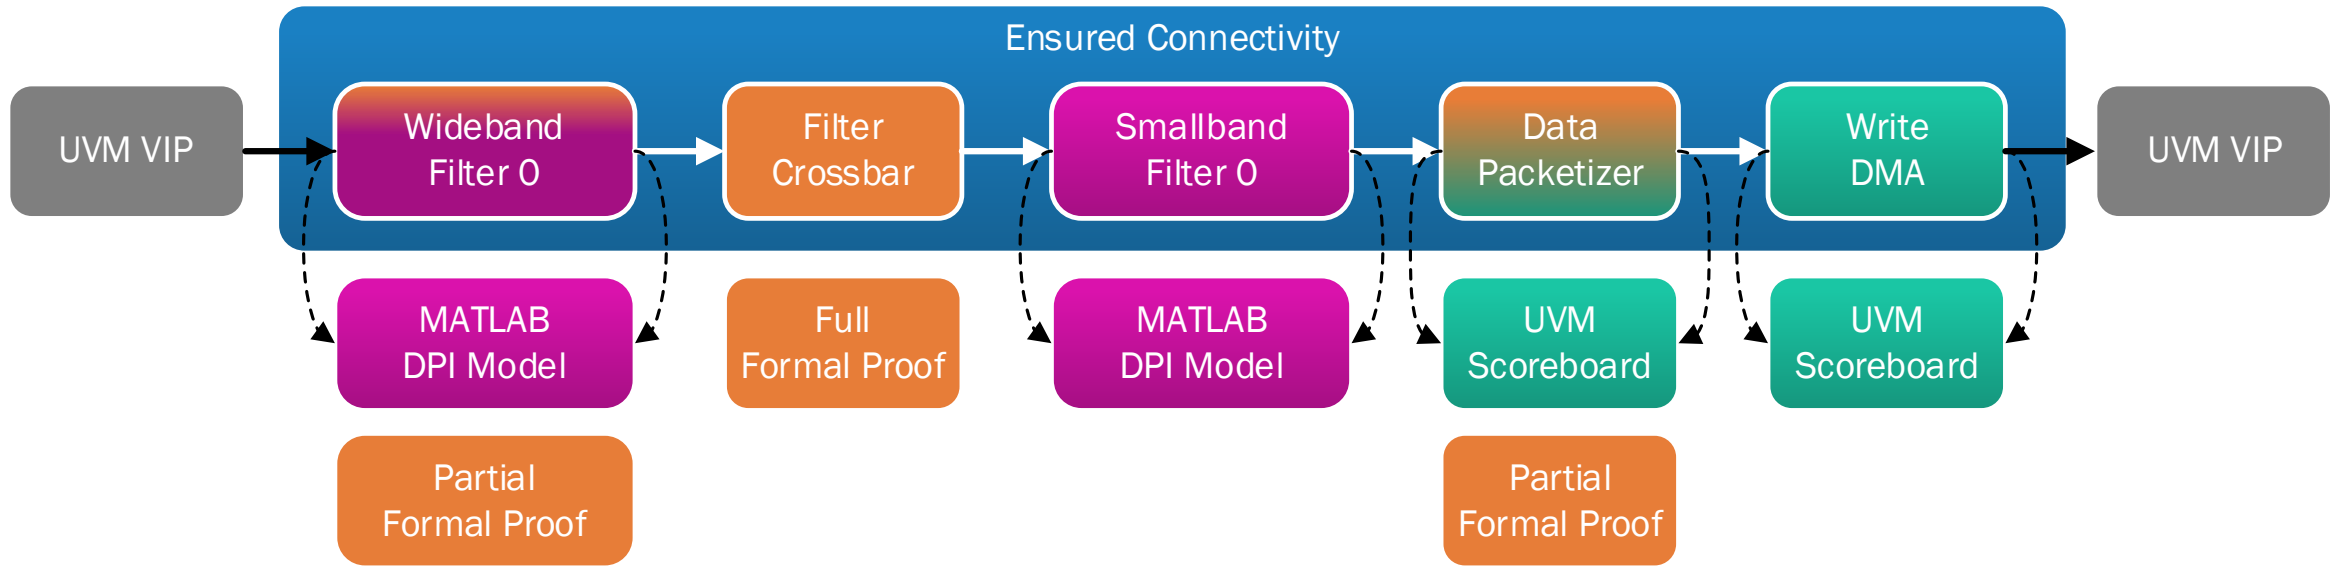 Ensured Connectivity
UVM VIP
Wideband
Filter 0
Filter
Crossbar
Smallband
Filter 0
Data
Packetizer
Write
DMA
UVM VIP
MATLAB
DPI Model
Full
Formal Proof
MATLAB
DPI Model
UVM
Scoreboard
UVM
Scoreboard
Partial
Formal Proof
Partial
Formal Proof